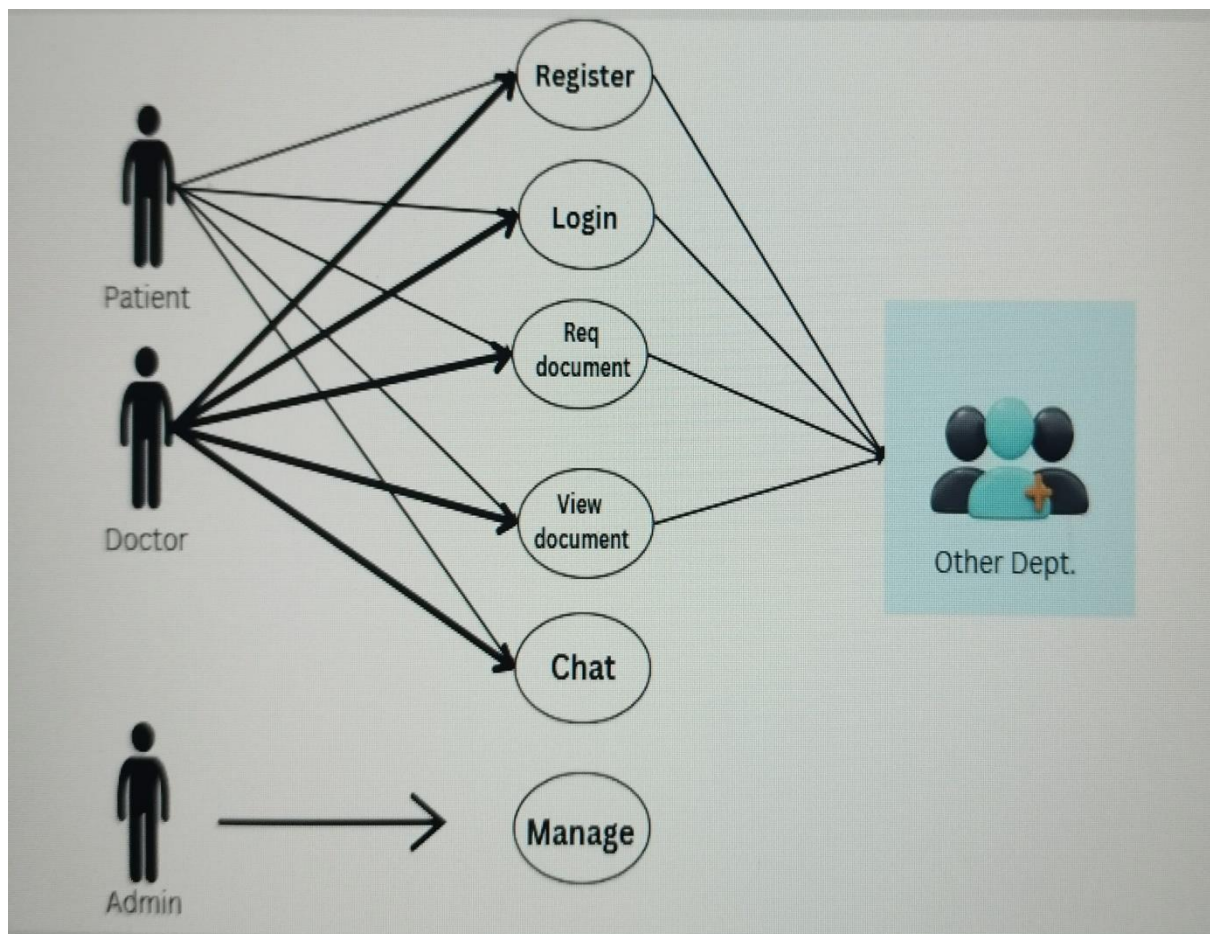 Register
Login
Patient
Req
document
View
document
Doctor
Other Dept.
Chat
Manage
Admin